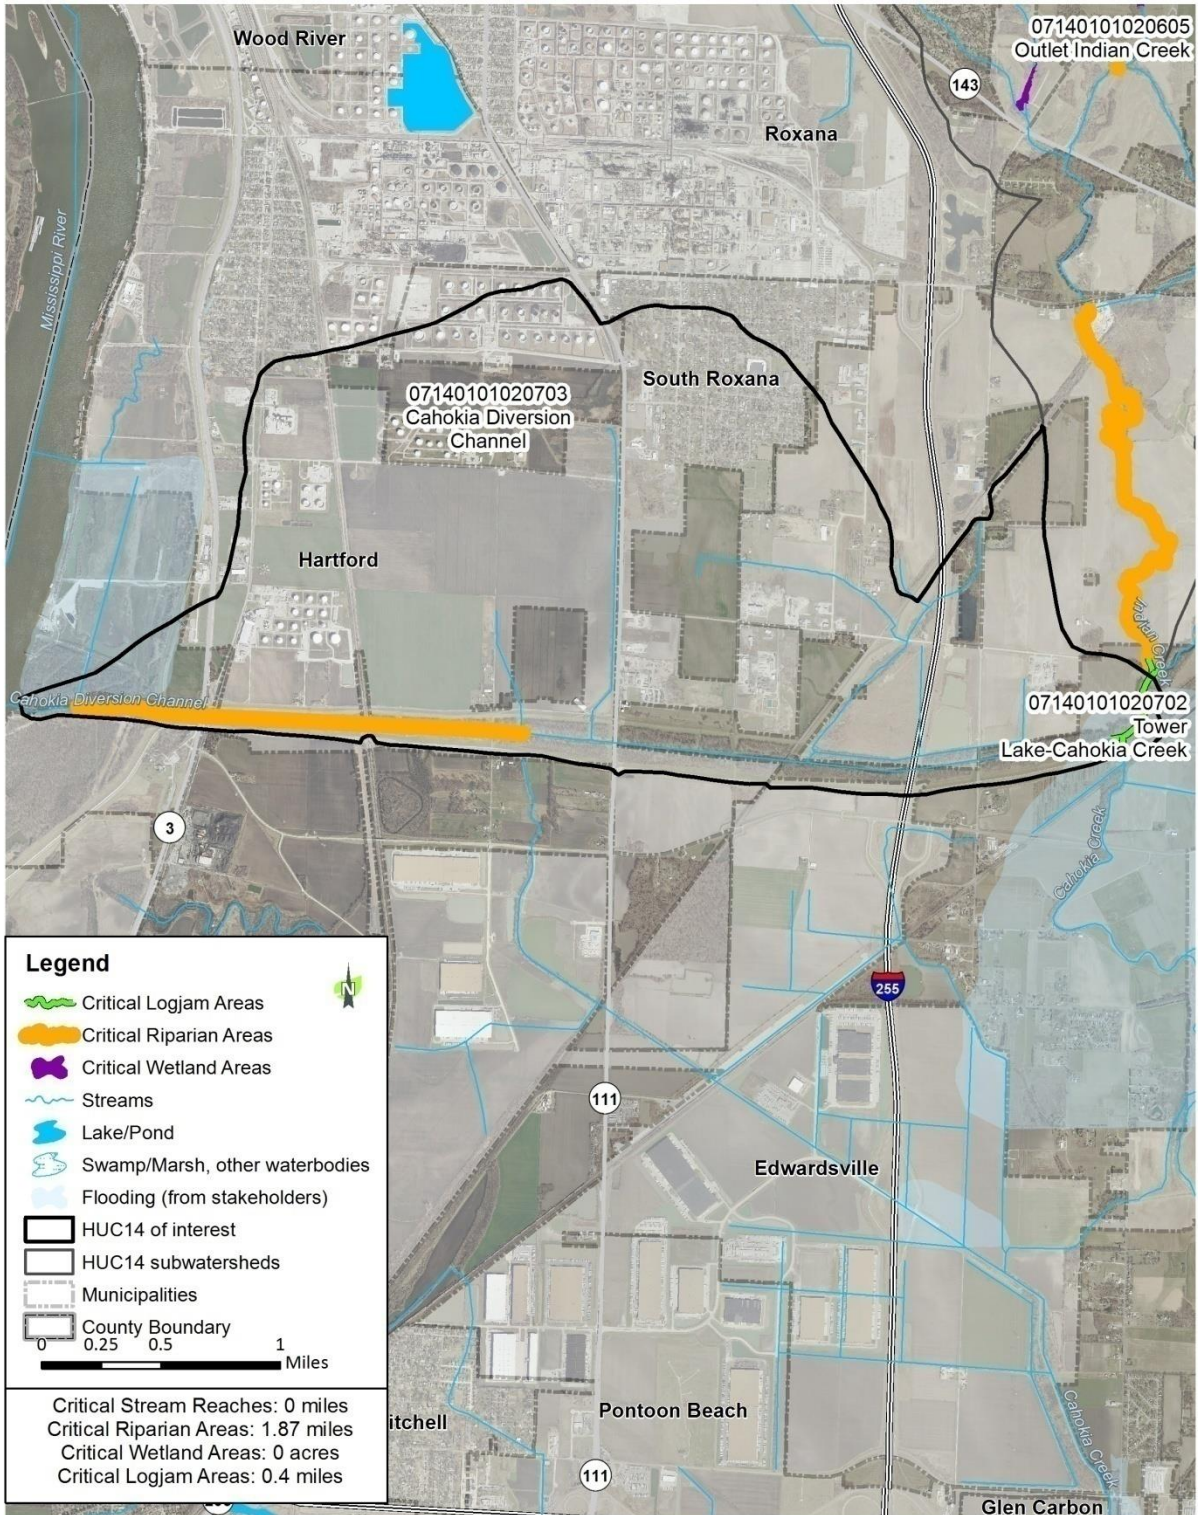 Wood River
07140101020605
Outlet Indian Creek
143
Roxana
Mississippi River
South Roxana
07140101020703
Cahokia Diversion
Channel
Hartford
Indian Creek
Cahokia Diversion Channel
07140101020702
Tower
Lake-Cahokia Creek
3
Cahokia Creek
Legend
N
Critical Logjam Areas
Critical Riparian Areas
Critical Wetland Areas
Streams
Lake/Pond
Swamp/Marsh, other waterbodies
Flooding (from stakeholders)
HUC14 of interest
HUC14 subwatersheds
Municipalities
County Boundary
0 0.25 0.5 1
Miles
255
111
Edwardsville
Critical Stream Reaches: 0 miles
Critical Riparian Areas: 1.87 miles
Critical Wetland Areas: 0 acres
Critical Logjam Areas: 0.4 miles
itchell
Pontoon Beach
Cahokia Creek
111
Glen Carbon